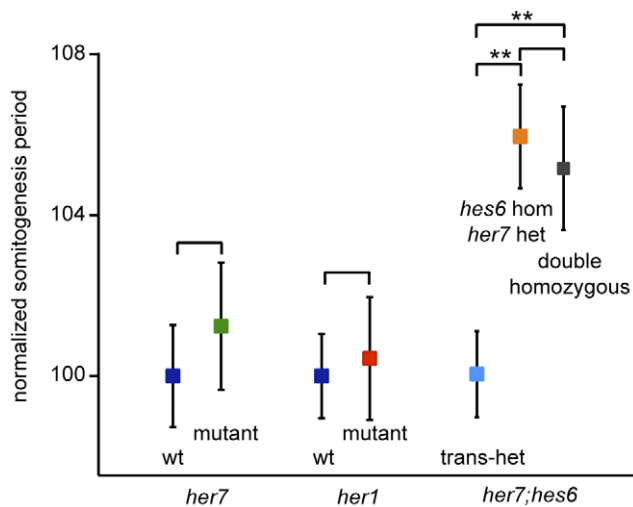 normalized somitogenesis period
108
104
100
**
**
hes6 hom
her7 het
double
homozygous
mutant
mutant
wt
wt
trans-het
her7
her1
her7;hes6